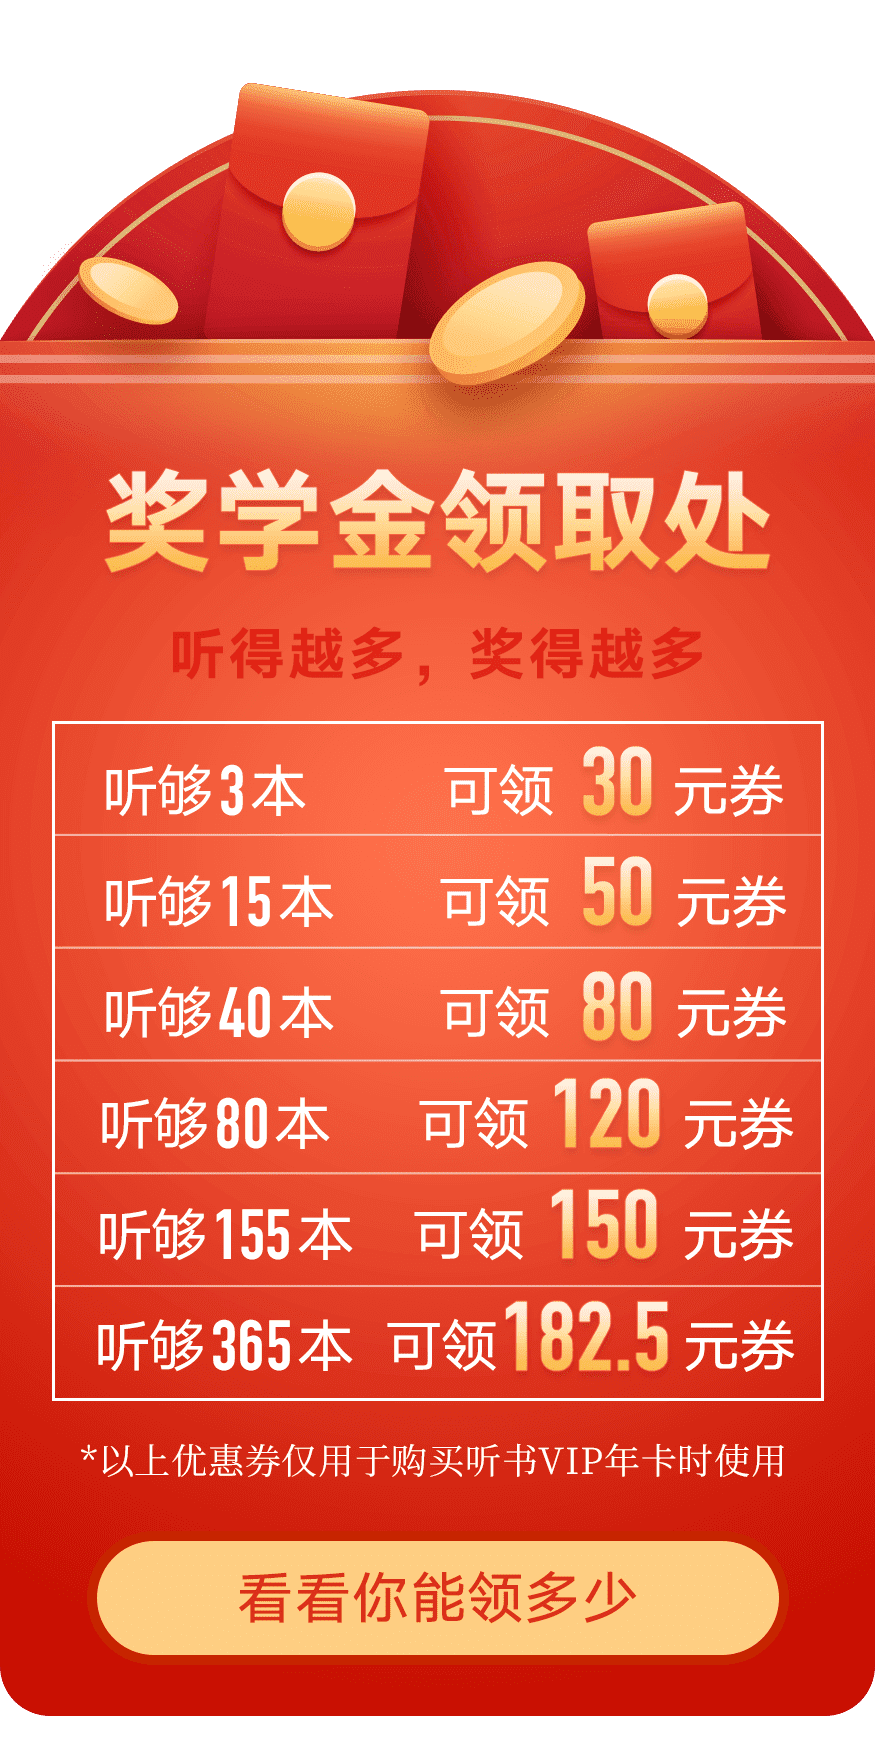 奖学金领取处
听得越多，奖得越多
听够3本 可领 30 元券
听够15本 可领 50 元券
听够40本 可领 80 元券
听够80本 可领 120 元券
听够155本 可领 150 元券
听够365本 可领182.5元券
*以上优惠券仅用于购买听书VIP年卡时使用
看看你能领多少